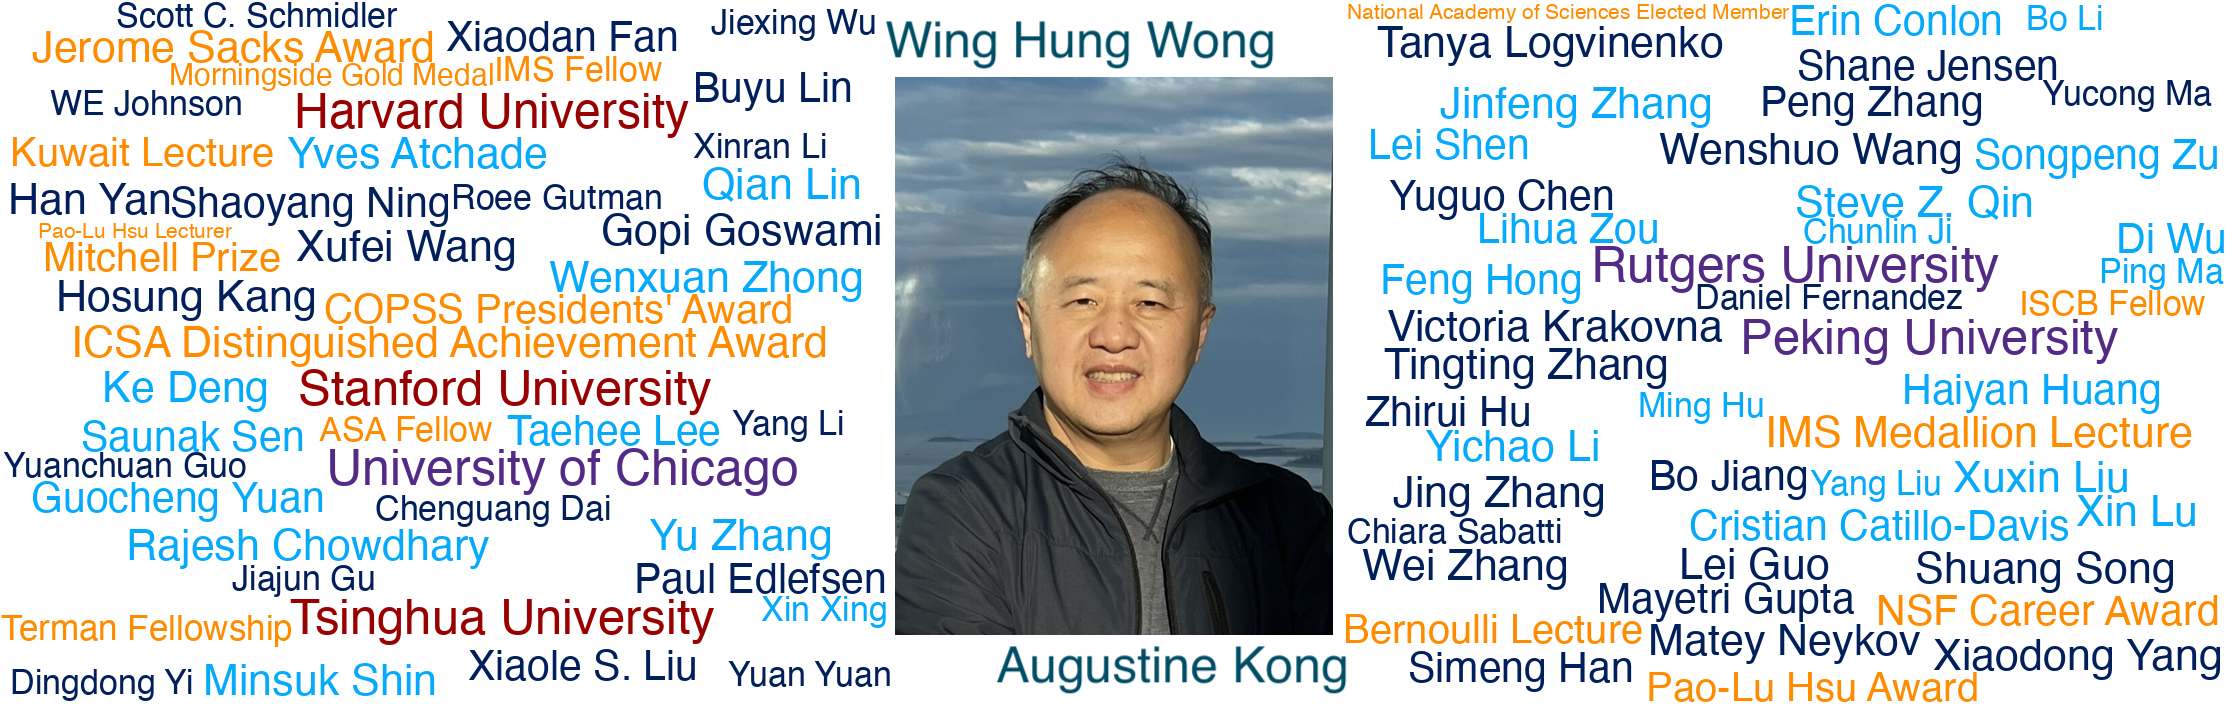 Scott C. Schmidler
Jiexing Wu
Jerome Sacks Award
Xiaodan Fan
Morningside Gold Medal
IMS Fellow
WE Johnson
Harvard University
Buyu Lin
Kuwait Lecture
Yves Atchade
Xinran Li
Han Yan
Shaoyang Ning
Roee Gutman
Qian Lin
Pao-Lu Hsu Lecturer
Mitchell Prize
Xufei Wang
Gopi Goswami
Wenxuan Zhong
Hosung Kang
COPSS Presidents' Award
ICSA Distinguished Achievement Award
Ke Deng
Stanford University
Saunak Sen
ASA Fellow
Taehee Lee
Yang Li
Yuanchuan Guo
University of Chicago
Guocheng Yuan
Chenguang Dai
Rajesh Chowdhary
Yu Zhang
Jiajun Gu
Paul Edlefsen
Terman Fellowship
Tsinghua University
Xin Xing
Dingdong Yi
Minsuk Shin
Xiaole S. Liu
Yuan Yuan
Wing Hung Wong
Augustine Kong
National Academy of Sciences Elected Member
Erin Conlon
Bo Li
Tanya Logvinenko
Shane Jensen
Jinfeng Zhang
Peng Zhang
Yucong Ma
Lei Shen
Wenshuo Wang
Songpeng Zu
Yuguo Chen
Steve Z. Qin
Lihua Zou
Chunlin Ji
Di Wu
Feng Hong
Rutgers University
Ping Ma
Daniel Fernandez
ISCB Fellow
Victoria Krakovna
Peking University
Tingting Zhang
Haiyan Huang
Zhirui Hu
Ming Hu
IMS Medallion Lecture
Yichao Li
Bo Jiang
Yang Liu
Xuxin Liu
Jing Zhang
Xin Lu
Chiara Sabatti
Cristian Catillo-Davis
Wei Zhang
Lei Guo
Shuang Song
Mayetri Gupta
NSF Career Award
Bernoulli Lecture
Matey Neykov
Xiaodong Yang
Simeng Han
Pao-Lu Hsu Award